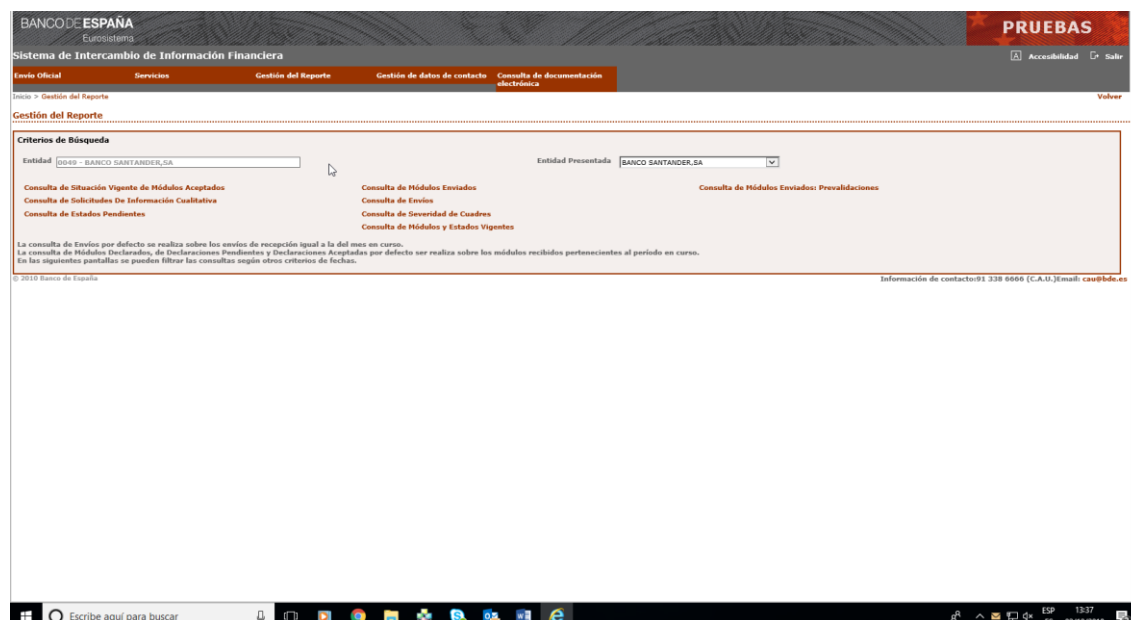 BANCODEESPAÑA
Eurosistema
PRUEBAS
Sistema de Intercambio de Información Financiera
A Accesibilidad Salir
Envío Oficial Servicios Gestión del Reporte Gestión de datos de contacto Consulta de documentación
electrónica
Inicio > Gestión del Reporte Volver
Gestión del Reporte
Criterios de Búsqueda
Entidad 0049 - BANCO SANTANDER,SA Entidad Presentada BANCO SANTANDER,SA
Consulta de Situación Vigente de Módulos Aceptados Consulta de Módulos Enviados Consulta de Módulos Enviados: Prevalidaciones
Consulta de Solicitudes De Información Cualitativa Consulta de Envíos
Consulta de Estados Pendientes Consulta de Severidad de Cuadres
Consulta de Módulos y Estados Vigentes
La consulta de Envíos por defecto se realiza sobre los envíos de recepción igual a la del mes en curso.
La consulta de Módulos Declarados, de Declaraciones Pendientes y Declaraciones Aceptadas por defecto ser realiza sobre los módulos recibidos pertenecientes al período en curso.
En las siguientes pantallas se pueden filtrar las consultas según otros criterios de fechas.
© 2010 Banco de España Información de contacto:91 338 6666 (C.A.U.)Email: cau@bde.es
Escribe aquí para buscar ESP 13:37